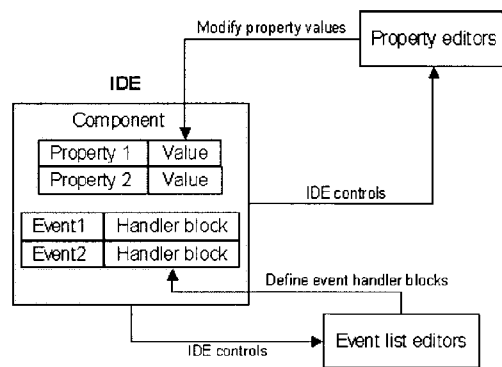 Modify property values
Property editors
IDE
Component
Property 1 Value
Property 2 Value
IDE controls
Event1 Handler block
Event2 Handler block
Define event handler blocks
Event list editors
IDE controls